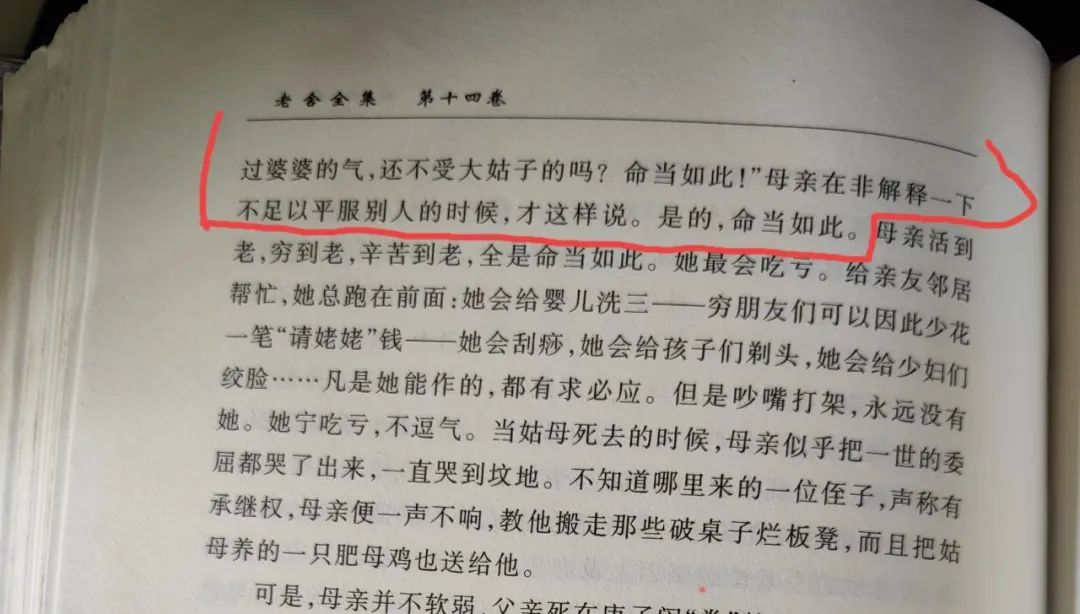 老舍全集 第十四卷
过婆婆的气，还不受大姑子的吗？命当如此！”母亲在非解释一下
不足以平服别人的时候，才这样说。是的，命当如此。母亲活到
老，穷到老，辛苦到老，全是命当如此。她最会吃亏。给亲友邻居
帮忙，她总跑在前面：她会给婴儿洗三——穷朋友们可以因此少花
一笔“请姥姥”钱——她会刮痧，她会给孩子们剃头，她会给少妇们
绞脸……凡是她能作的，都有求必应。但是吵嘴打架，永远没有
她。她宁吃亏，不逗气。当姑母死去的时候，母亲似乎把一世的委
屈都哭了出来，一直哭到坟地。不知道哪里来的一位侄子，声称有
承继权，母亲便一声不响，教他搬走那些破桌子烂板凳，而且把姑
母养的一只肥母鸡也送给他。
可是，母亲并不软弱。父亲死在庚子闹“拳”的